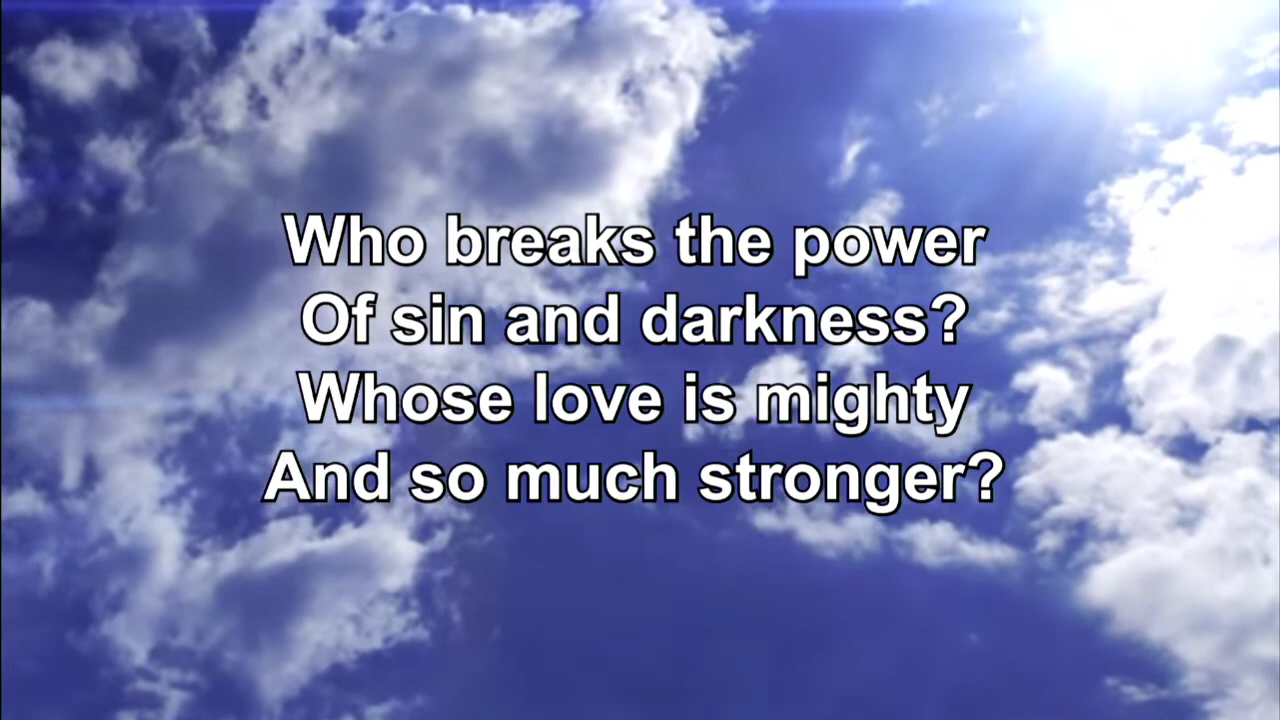 Who breaks the power
Of sin and darkness?
Whose love is mighty
And so much stronger?